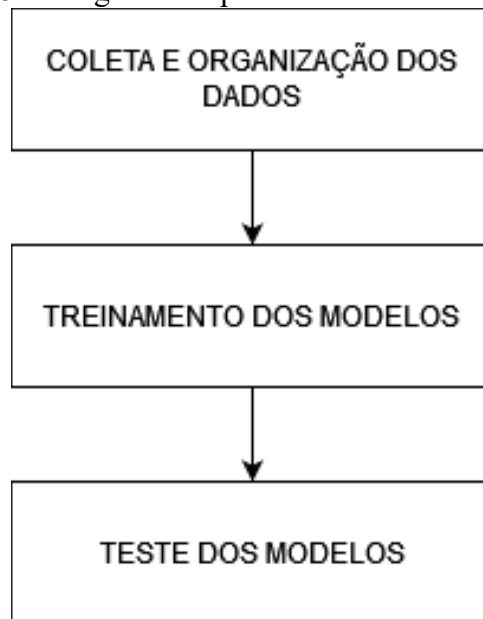 COLETA E ORGANIZAÇÃO DOS
DADOS
TREINAMENTO DOS MODELOS
TESTE DOS MODELOS